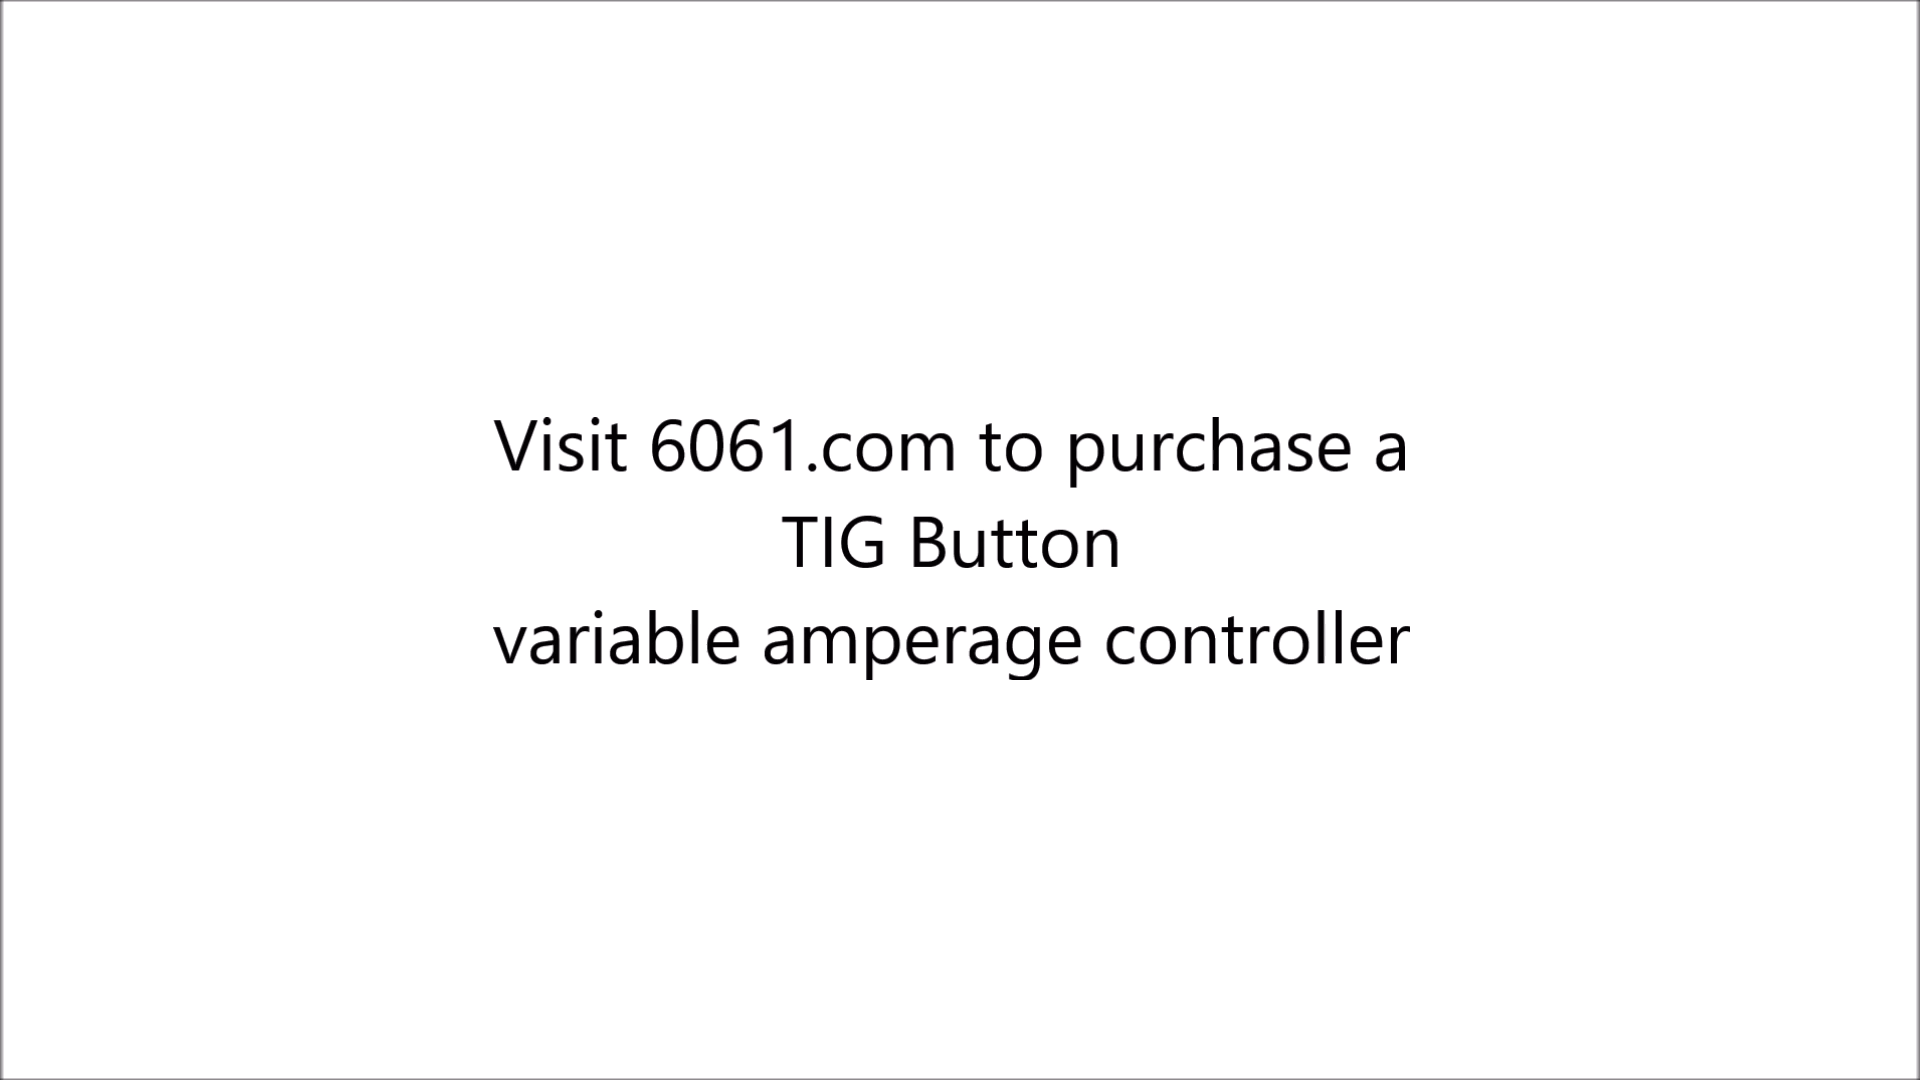 Visit 6061.com to purchase a
TIG Button
variable amperage controller